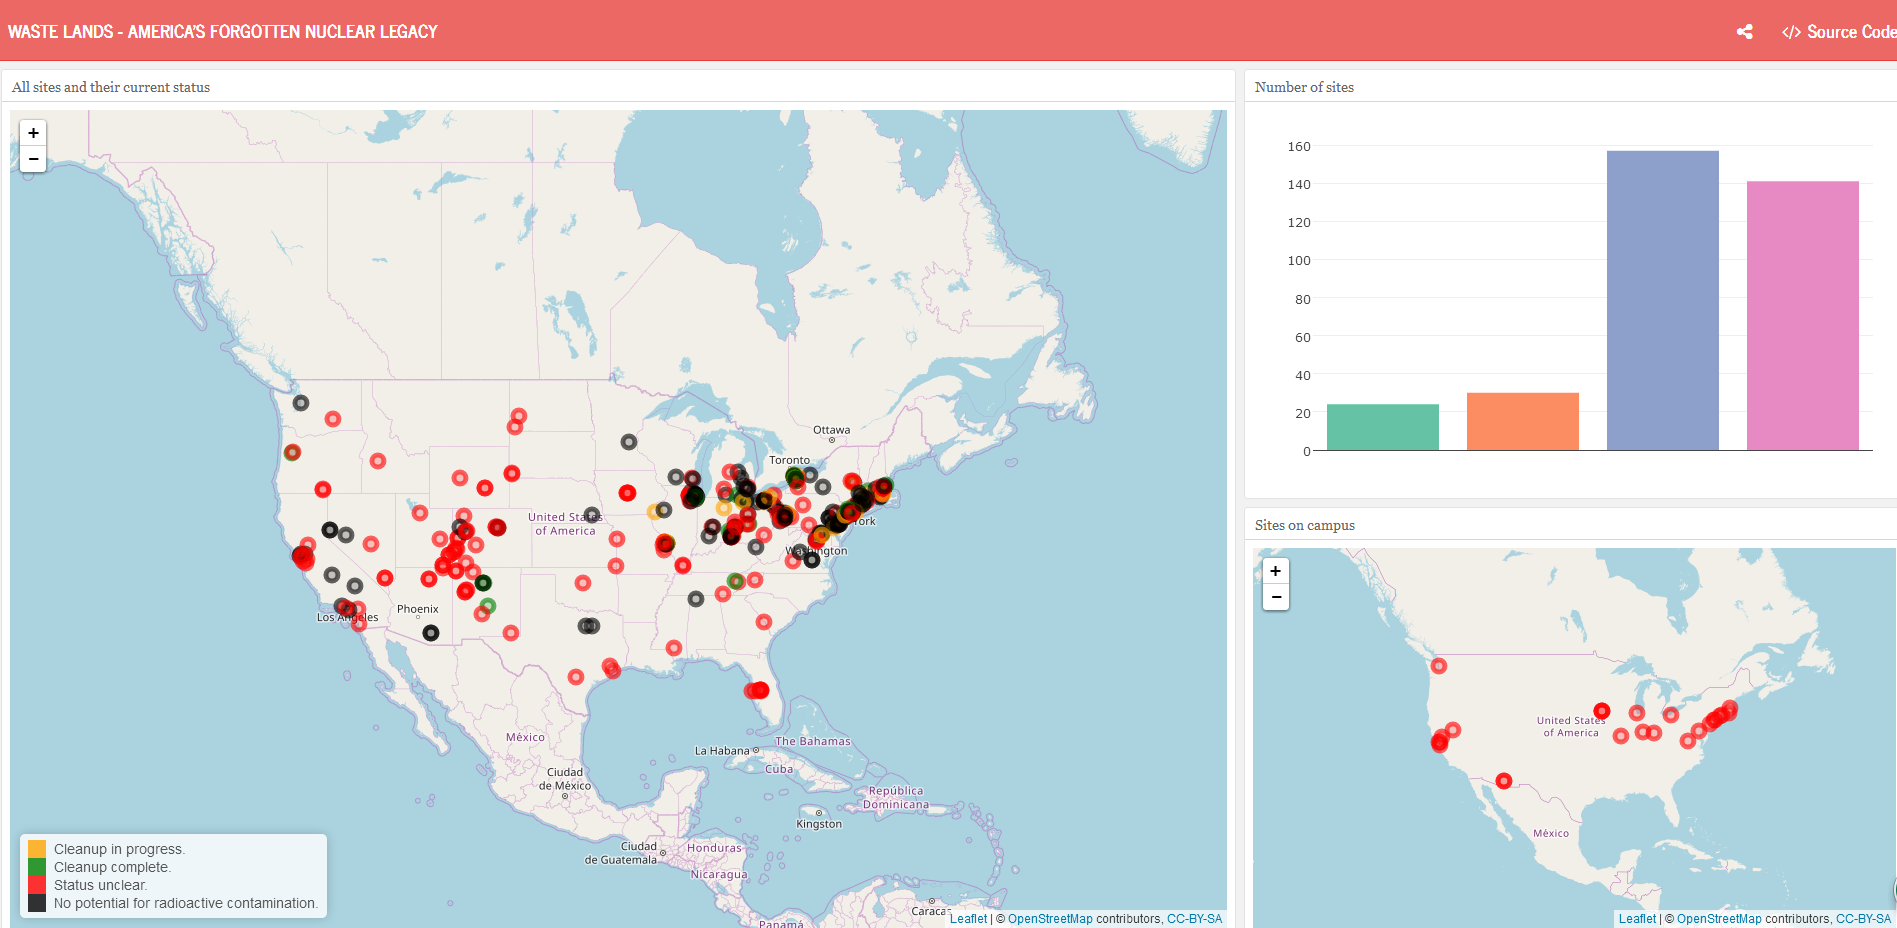 WASTE LANDS - AMERICA'S FORGOTTEN NUCLEAR LEGACY
</> Source Code
All sites and their current status
+
−
Ottawa
Toronto
United States
of America
York
Washington
Phoenix
Los Angeles
México
Ciudad
de México
La Habana
The Bahamas
Cuba
República
Dominicana
Kingston
Ciudad
de Guatemala
Honduras
Nicaragua
Caracas
Panamá
Cleanup in progress.
Cleanup complete.
Status unclear.
No potential for radioactive contamination.
Leaflet | © OpenStreetMap contributors, CC-BY-SA
Number of sites
160
140
120
100
80
60
40
20
0
Sites on campus
+
−
United States
of America
México
Leaflet | © OpenStreetMap contributors, CC-BY-SA